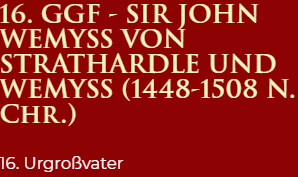 16. GGF - SIR JOHN
WEMYSS VON
STRATHARDLE UND
WEMYSS (1448-1508 N.
CHR.)
16. Urgroßvater